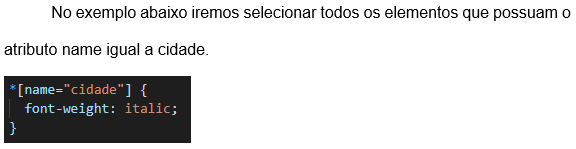 No exemplo abaixo iremos selecionar todos os elementos que possuam o
atributo name igual a cidade.
*[name="cidade"] {
font-weight: italic;
}